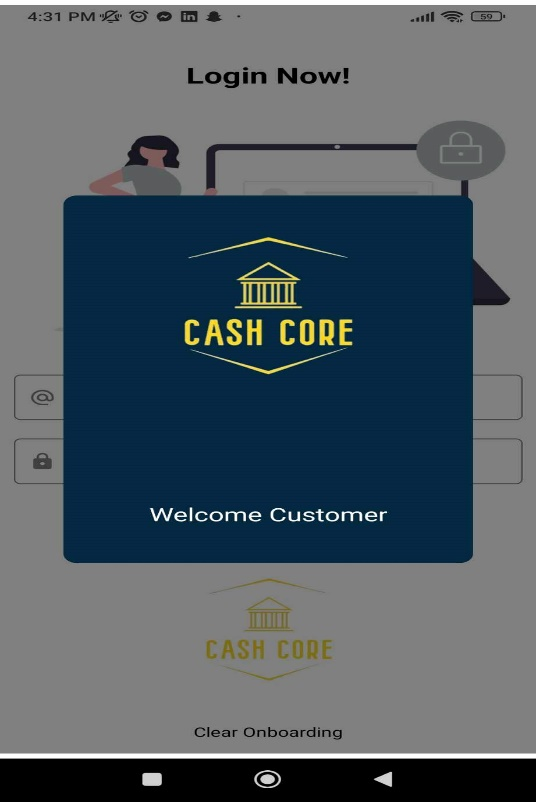 4:31 PM
59
Login Now!
CASH CORE
@
Welcome Customer
CASH CORE
Clear Onboarding